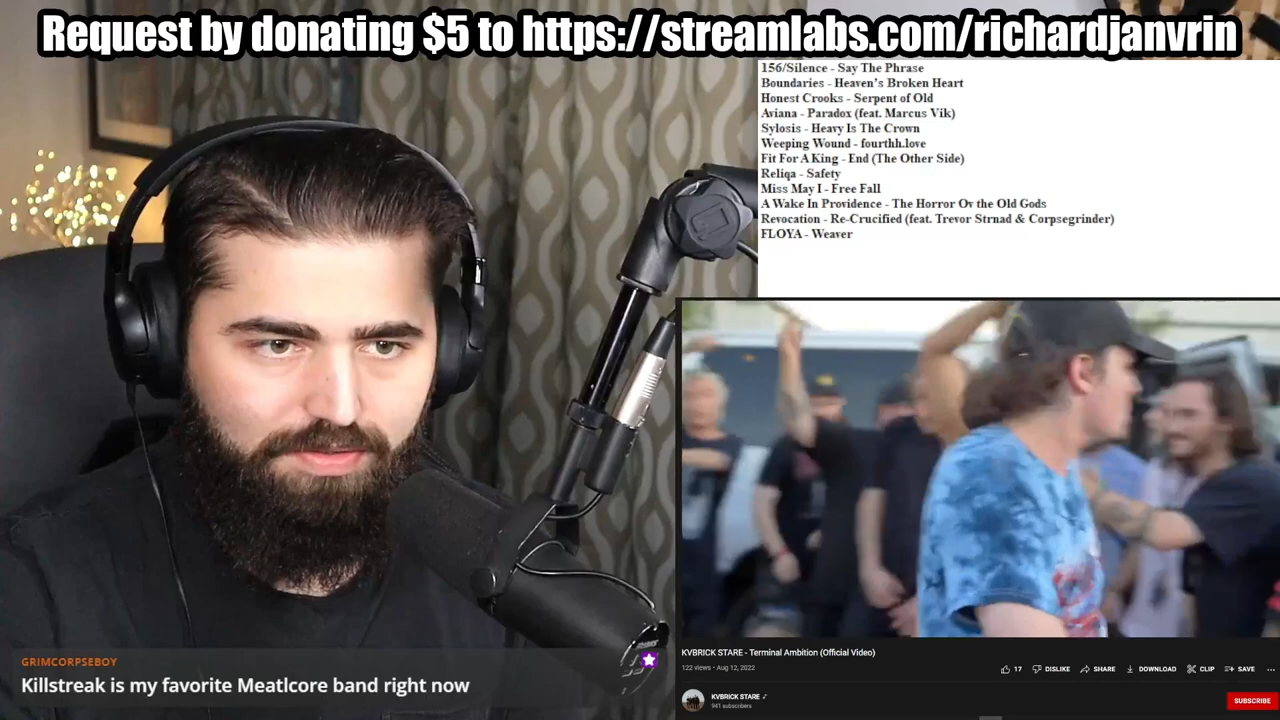 Request by donating $5 to https://streamlabs.com/richardjanvrin
156/Silence - Say The Phrase
Boundaries - Heaven's Broken Heart
Honest Crooks - Serpent of Old
Aviana - Paradox (feat. Marcus Vik)
Sylosis - Heavy Is The Crown
Weeping Wound - fourthh.love
Fit For A King - End (The Other Side)
Reliqa - Safety
Miss May I - Free Fall
A Wake In Providence - The Horror Ov the Old Gods
Revocation - Re-Crucified (feat. Trevor Strnad & Corpsegrinder)
FLOYA - Weaver
KVBRICK STARE - Terminal Ambition (Official Video)
122 views • Aug 12, 2022
17 DISLIKE SHARE DOWNLOAD CLIP SAVE ...
KVBRICK STARE
941 subscribers
SUBSCRIBE
GRIMCORPSEBOY
Killstreak is my favorite Meatlcore band right now